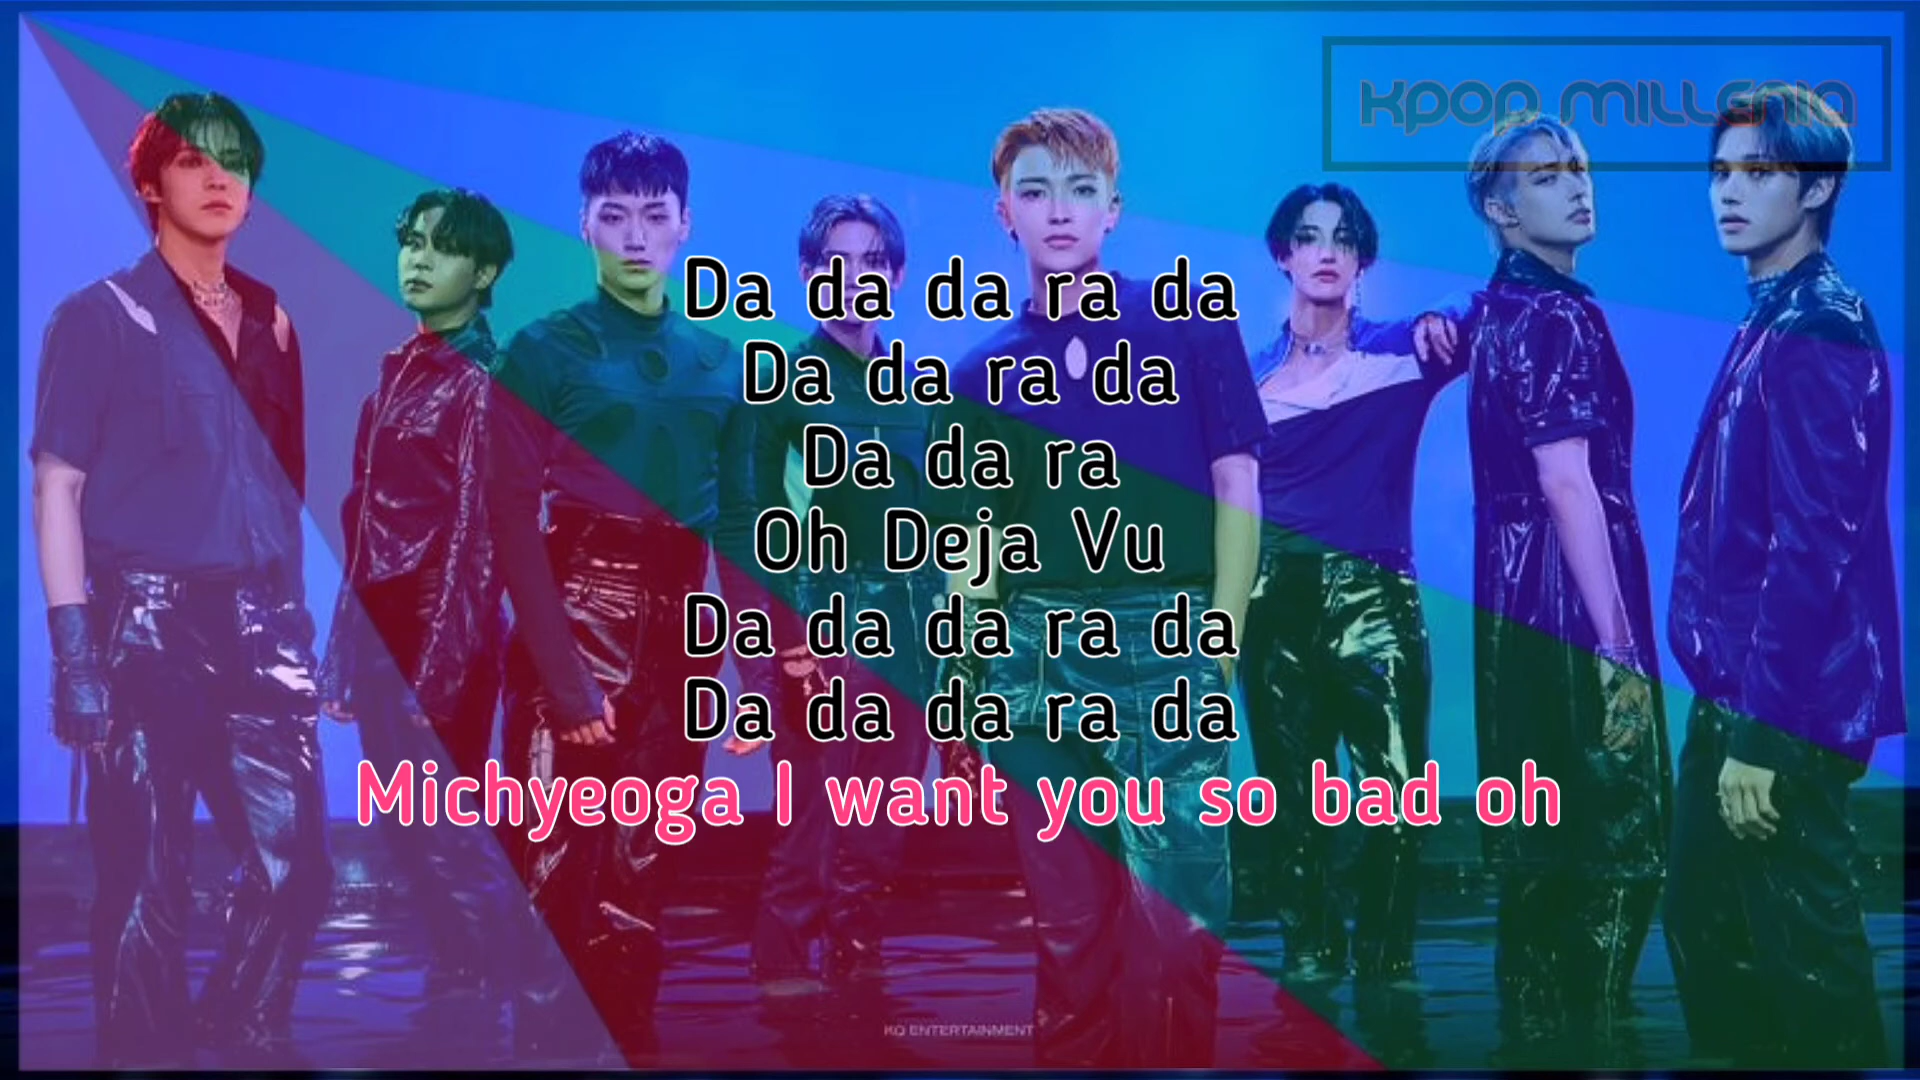 KPOP MILLENIA
Da da da ra da
Da da ra da
Da da ra
Oh Deja Vu
Da da da ra da
Da da da ra da
Michyeoga I want you so bad oh
KQ ENTERTAINMENT